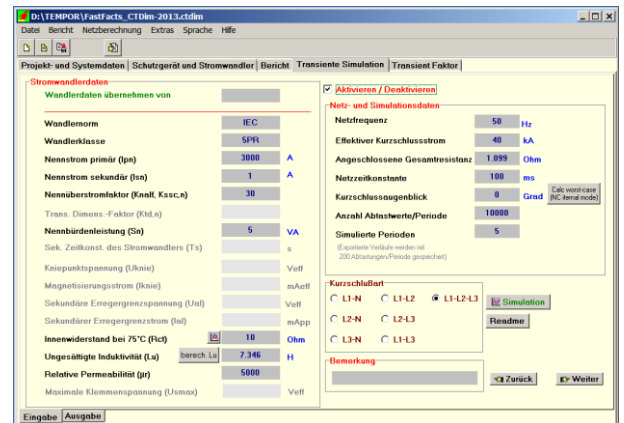 D:\TEMPOR\FastFacts_CTDim-2013.ctdim
Datei Bericht Netzberechnung Extras Sprache Hilfe
Projekt- und Systemdaten Schutzgerät und Stromwandler Bericht Transiente Simulation Transient Faktor
Stromwandlerdaten
Wandlerdaten übernehmen von
Wandlernorm IEC
Wandlerklasse 5PR
Nennstrom primär (Ipn) 3000 A
Nennstrom sekundär (Isn) 1 A
Nennüberstromfaktor (Knalf, Kssc,n) 30
Trans. Dimens.-Faktor (Ktd,n)
Nennbürdenleistung (Sn) 5 VA
Sek. Zeitkonst. des Stromwandlers (Ts) s
Kniepunktspannung (Uknie) Veff
Magnetisierungsstrom (Iknie) mAeff
Sekundäre Erregergrenzspannung (Ual) Veff
Sekundärer Erregergrenzstrom (Ial) mApp
Innenwiderstand bei 75°C (Rct) 10 Ohm
Ungesättigte Induktivität (Lu) berech. Lu 7.346 H
Relative Permeabilität (µr) 5000
Maximale Klemmenspannung (Usmax) Veff
Aktivieren / Deaktivieren
Netz- und Simulationsdaten
Netzfrequenz 50 Hz
Effektiver Kurzschlussstrom 40 kA
Angeschlossene Gesamtresistanz 1.099 Ohm
Netzzeitkonstante 100 ms
Kurzschlussaugenblick 0 Grad
Calc worst-case
(NC iternal mode)
Anzahl Abtastwerte/Periode 10000
Simulierte Perioden 5
(Exportierte Verläufe werden mit
200 Abtastungen/Periode gespeichert)
Kurzschlußart
L1-N L1-L2 L1-L2-L3
L2-N L2-L3
L3-N L1-L3
Simulation
Readme
Bemerkung
Zurück Weiter
Eingabe Ausgabe